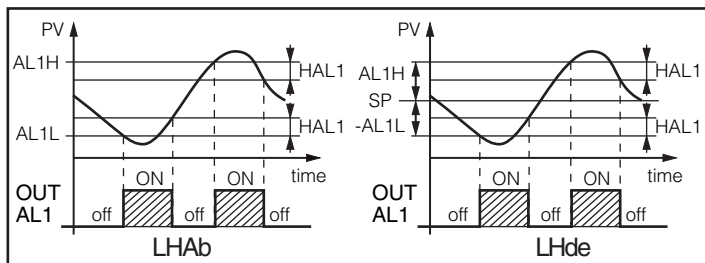 PV
AL1H
HAL1
HAL1
AL1L
time
ON
ON
OUT
AL1
off
off
off
LHAb
PV
AL1H
HAL1
SP
-AL1L
HAL1
time
ON
ON
OUT
AL1
off
off
off
LHde